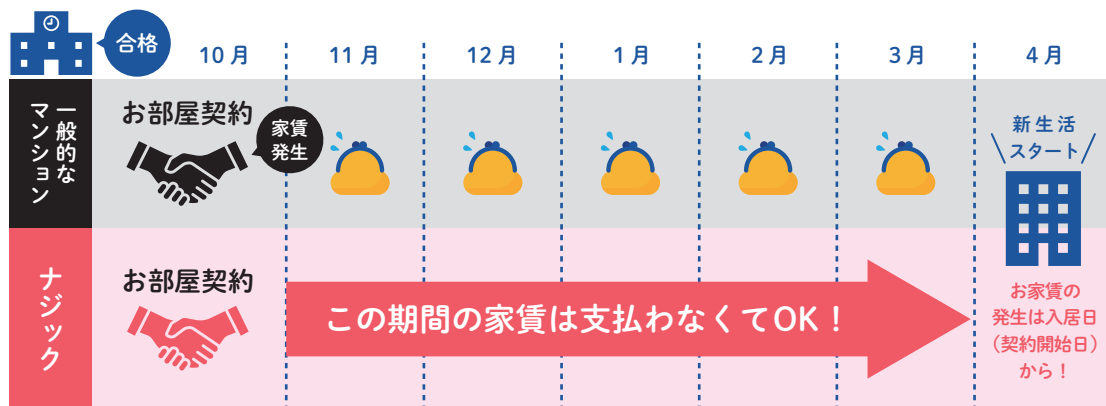 合格
10月
11月
12月
1月
2月
3月
4月
一般的な
マンション
お部屋契約
家賃
発生
新生活
スタート
ナジック
お部屋契約
この期間の家賃は支払わなくてOK！
お家賃の
発生は入居日
（契約開始日）
から！